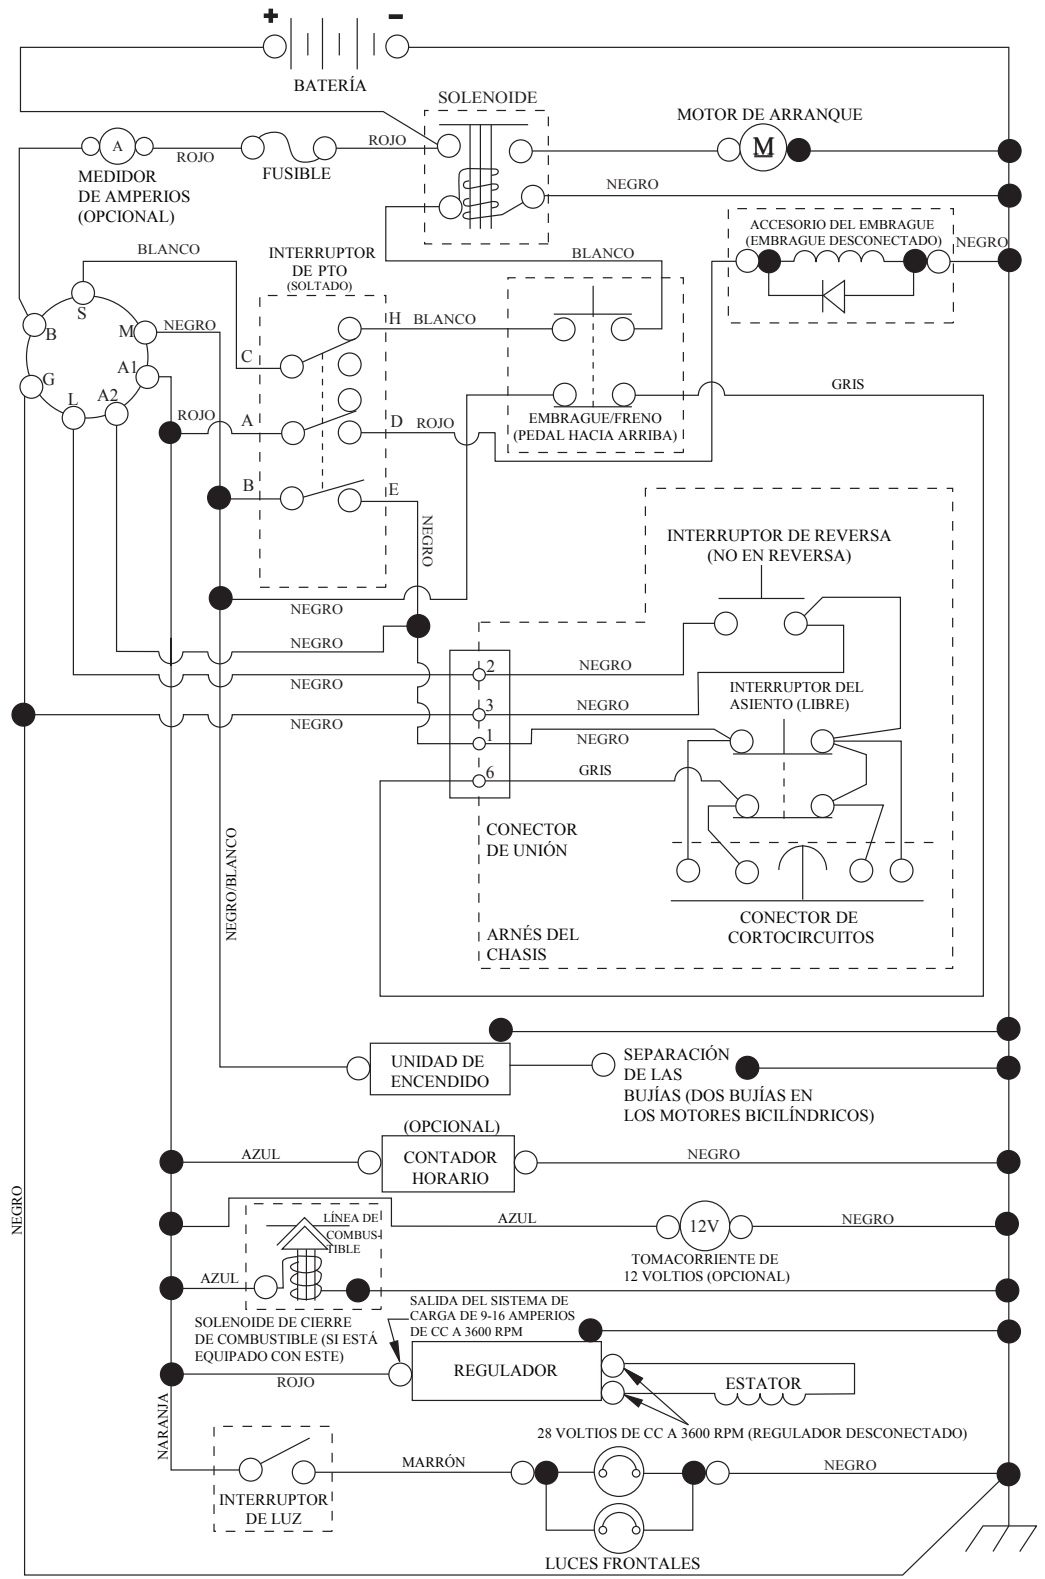 + −
BATERÍA
SOLENOIDE
MOTOR DE ARRANQUE
A
ROJO
FUSIBLE
ROJO
M
MEDIDOR
DE AMPERIOS
(OPCIONAL)
NEGRO
BLANCO
INTERRUPTOR
DE PTO
(SOLTADO)
BLANCO
ACCESORIO DEL EMBRAGUE
(EMBRAGUE DESCONECTADO)
NEGRO
S
B
M
NEGRO
H
BLANCO
C
A1
G
L
A2
ROJO
A
D
ROJO
GRIS
EMBRAGUE/FRENO
(PEDAL HACIA ARRIBA)
B
E
NEGRO
INTERRUPTOR DE REVERSA
(NO EN REVERSA)
NEGRO
NEGRO
NEGRO
2
NEGRO
INTERRUPTOR DEL
ASIENTO (LIBRE)
NEGRO
3
NEGRO
1
NEGRO
6
GRIS
CONECTOR
DE UNIÓN
NEGRO/BLANCO
CONECTOR DE
CORTOCIRCUITOS
ARNÉS DEL
CHASIS
UNIDAD DE
ENCENDIDO
SEPARACIÓN
DE LAS
BUJÍAS (DOS BUJÍAS EN
LOS MOTORES BICILÍNDRICOS)
(OPCIONAL)
AZUL
CONTADOR
HORARIO
NEGRO
NEGRO
LÍNEA DE
COMBUS-
TIBLE
AZUL
12V
NEGRO
TOMACORRIENTE DE
12 VOLTIOS (OPCIONAL)
AZUL
SOLENOIDE DE CIERRE
DE COMBUSTIBLE (SI ESTÁ
EQUIPADO CON ESTE)
SALIDA DEL SISTEMA DE
CARGA DE 9-16 AMPERIOS
DE CC A 3600 RPM
ROJO
REGULADOR
ESTATOR
NARANJA
28 VOLTIOS DE CC A 3600 RPM (REGULADOR DESCONECTADO)
MARRÓN
NEGRO
INTERRUPTOR
DE LUZ
LUCES FRONTALES